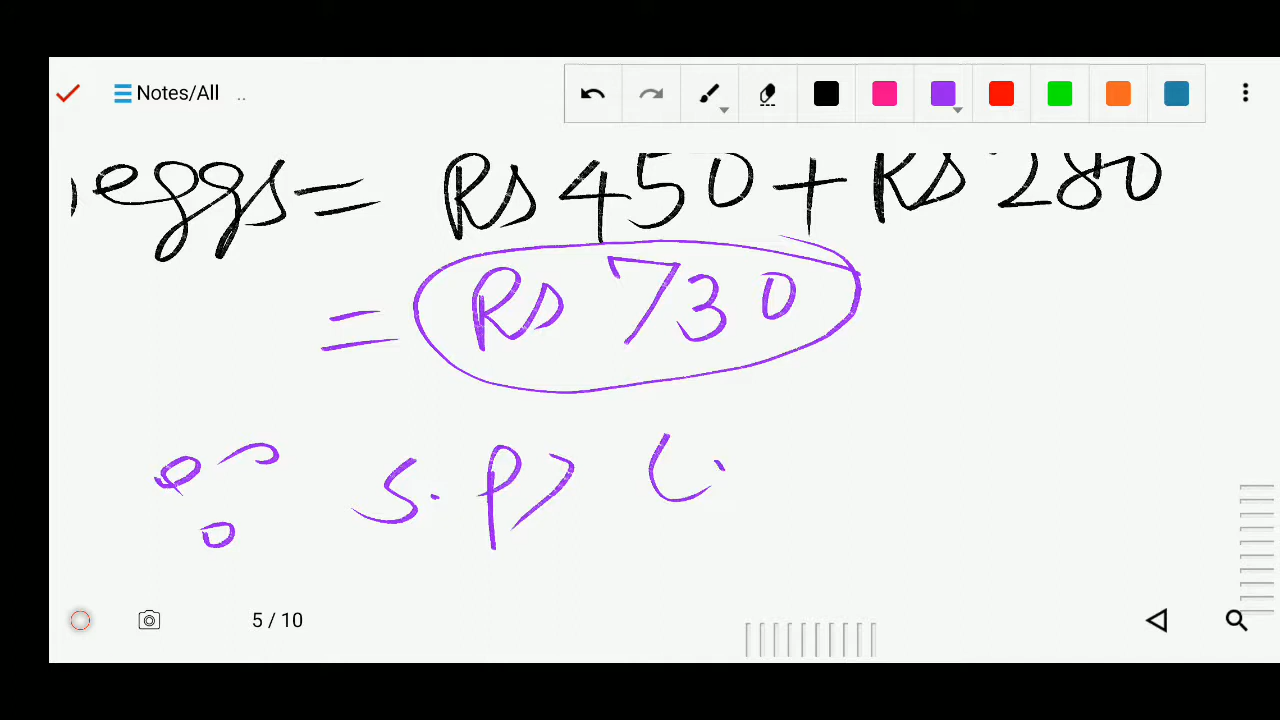 Notes/All ..
eggs = Rs 450 + Rs 280
= Rs 730
S.P > C.
5 / 10